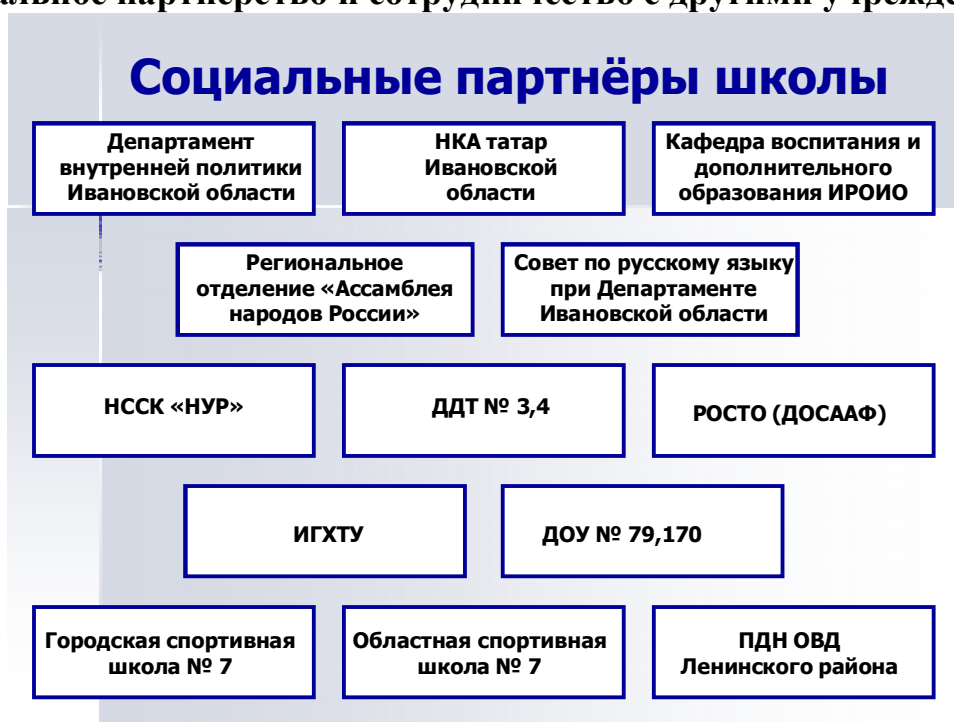 партнерство и сотрудничество с другими
Социальные партнёры школы
Департамент
внутренней политики
Ивановской области
НКА татар
Ивановской
области
Кафедра воспитания и
дополнительного
образования ИРОИО
Региональное
отделение «Ассамблея
народов России»
Совет по русскому языку
при Департаменте
Ивановской области
НССК «НУР»
ДДТ № 3,4
РОСТО (ДОСААФ)
ИГХТУ
ДОУ № 79,170
Городская спортивная
школа № 7
Областная спортивная
школа № 7
ПДН ОВД
Ленинского района